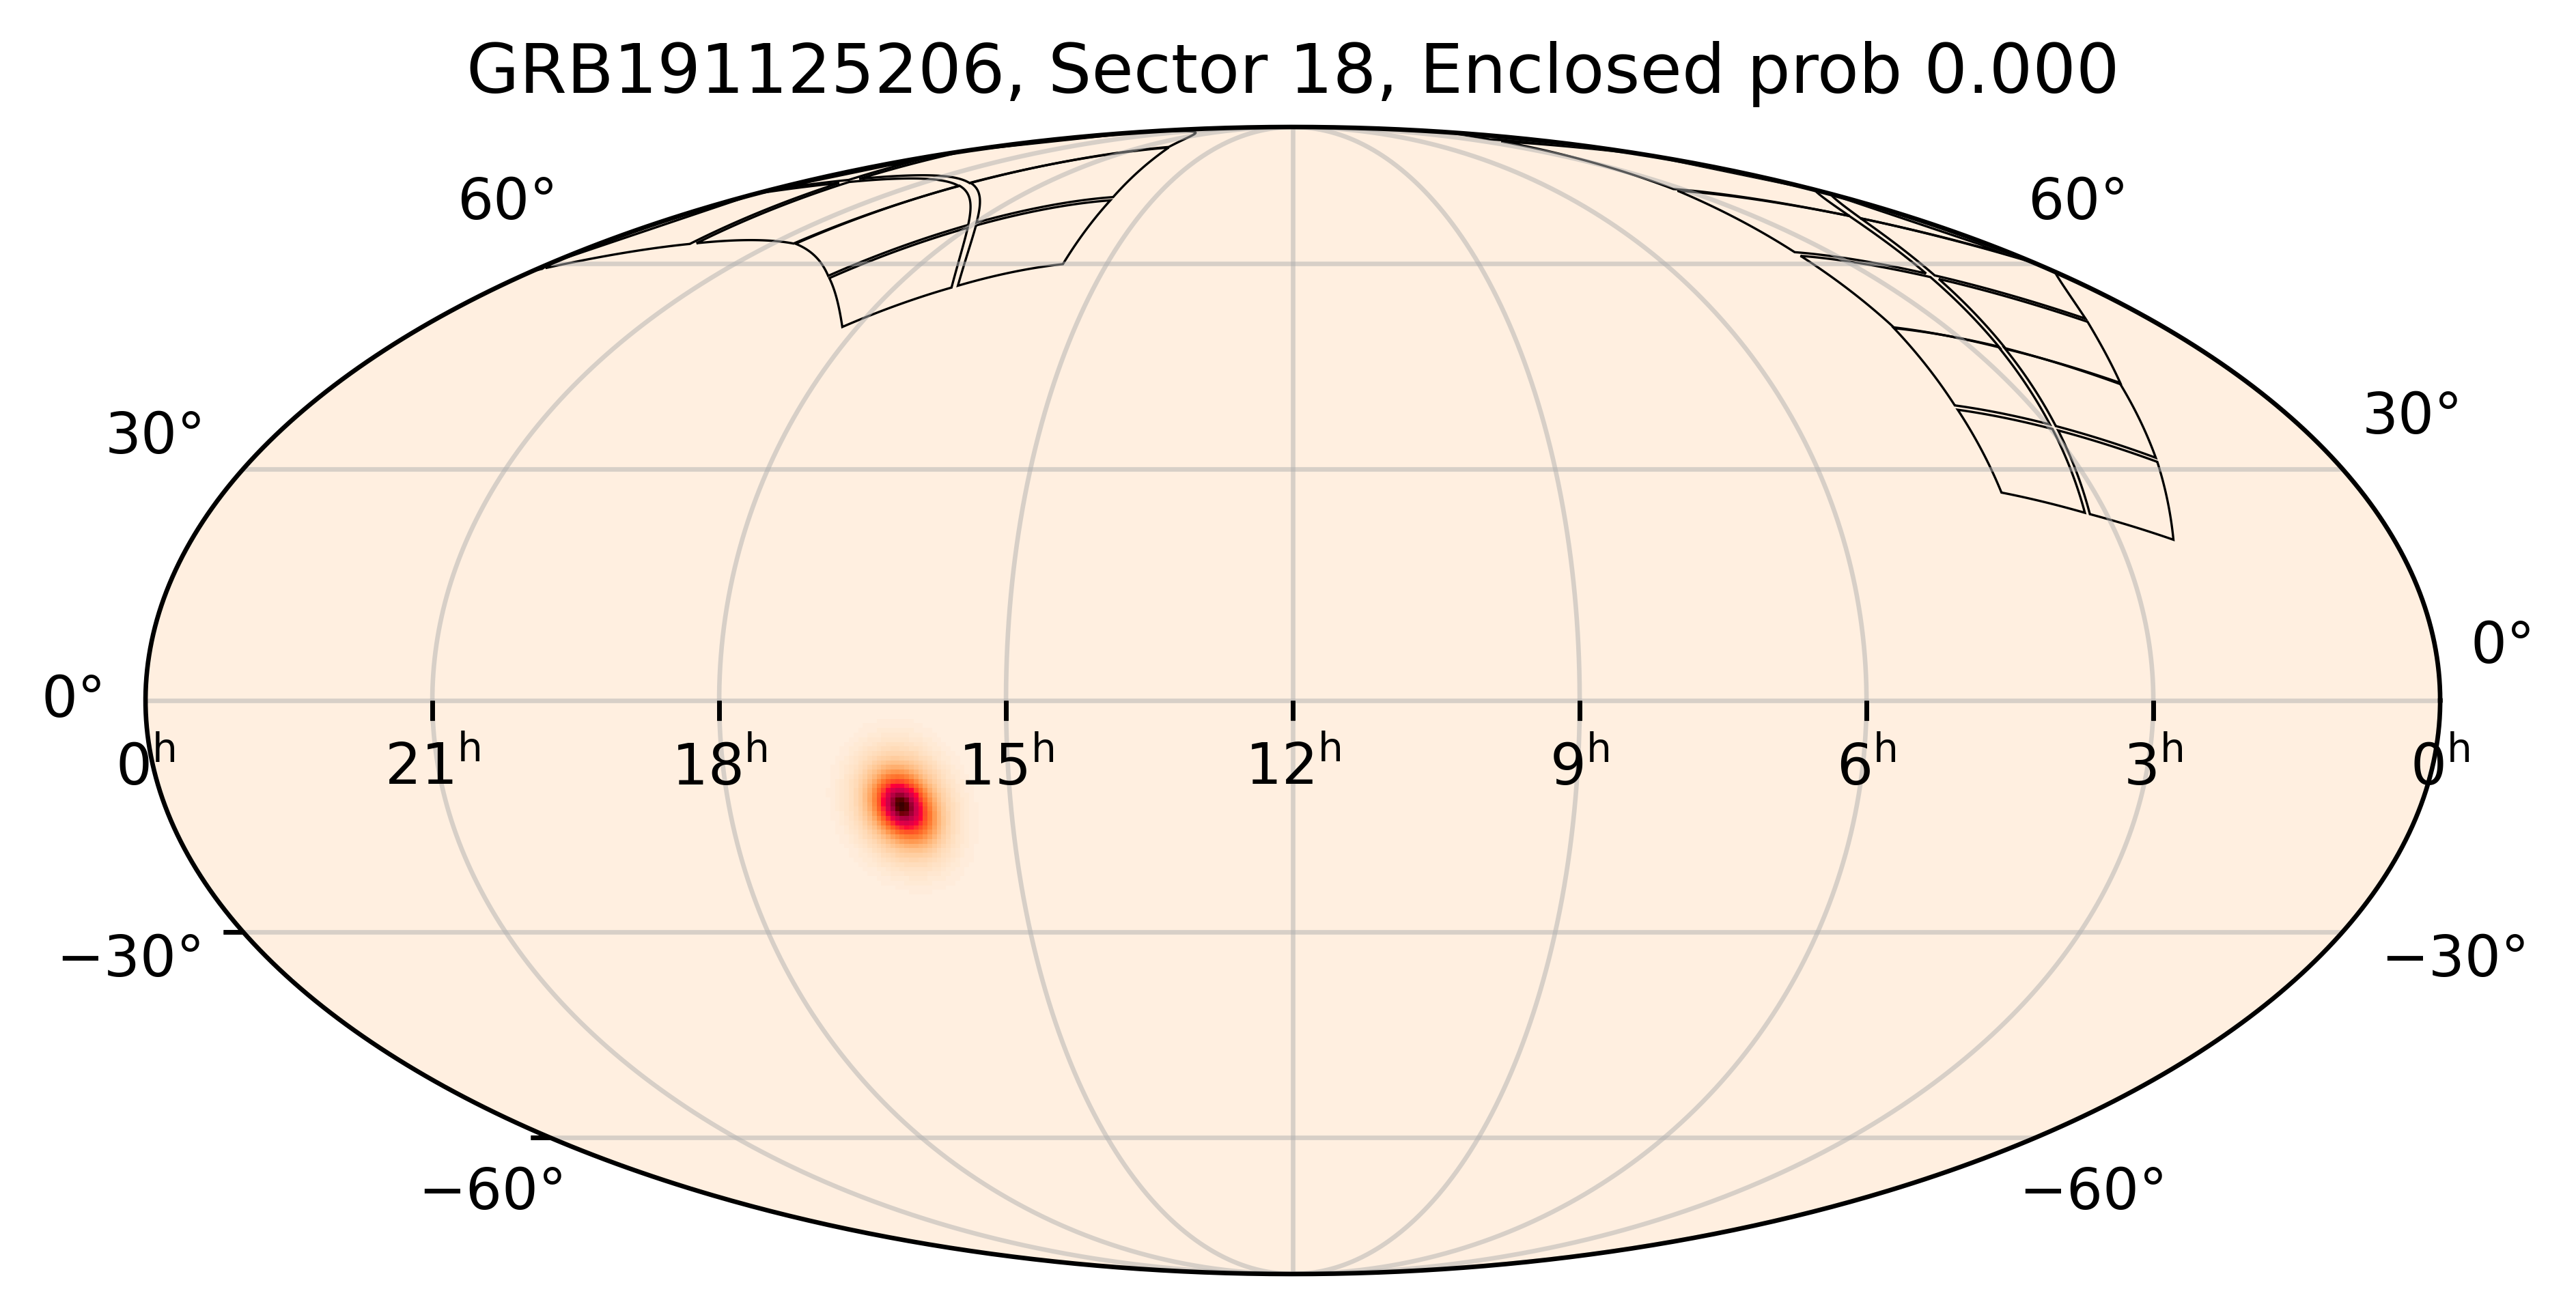 GRB191125206, Sector 18, Enclosed prob 0.000
60° 60°
30° 30°
0° 0°
0h 21h 18h 15h 12h 9h 6h 3h 0h
−30° −30°
−60° −60°